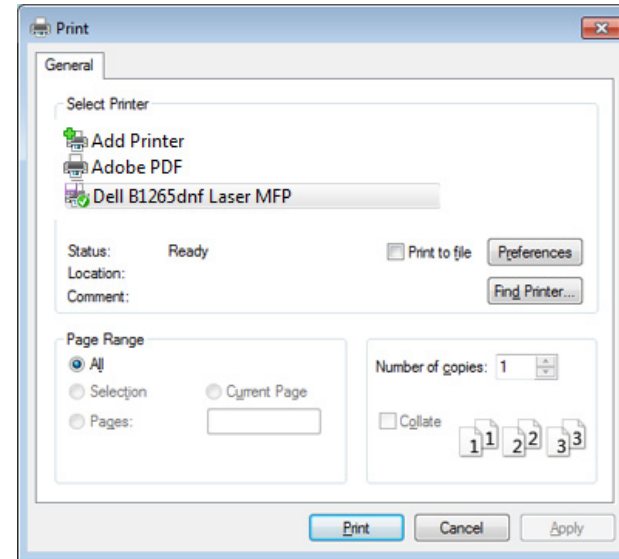 Print
General
Select Printer
Add Printer
Adobe PDF
Dell B1265dnf Laser MFP
Status: Ready
Location:
Comment:
Print to file
Preferences
Find Printer...
Page Range
All
Selection
Current Page
Pages:
Number of copies: 1
Collate
1 1 2 2 3 3
Print Cancel Apply